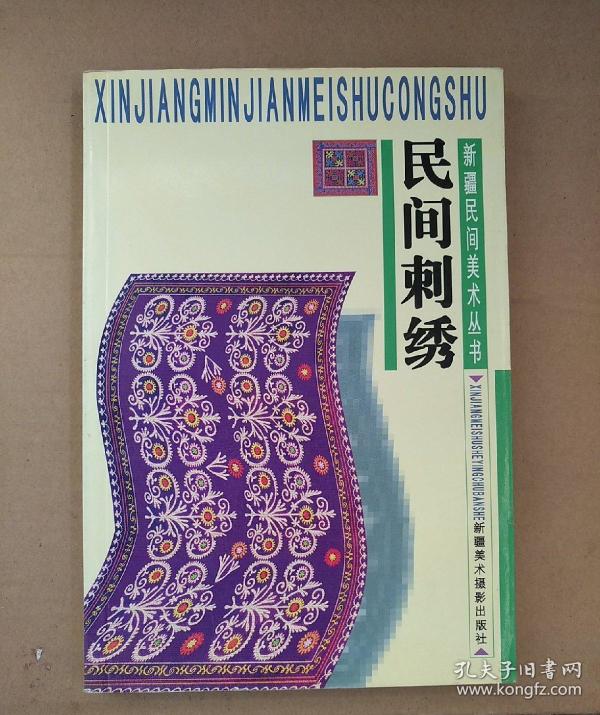 XINJIANGMINJIANMEISHUCONGSHU
新疆民间美术丛书
民间刺绣
XINJIANGMEISHUSHEYINGCHUBANSHE
新疆美术摄影出版社
孔夫子旧书网
www.kongfz.com